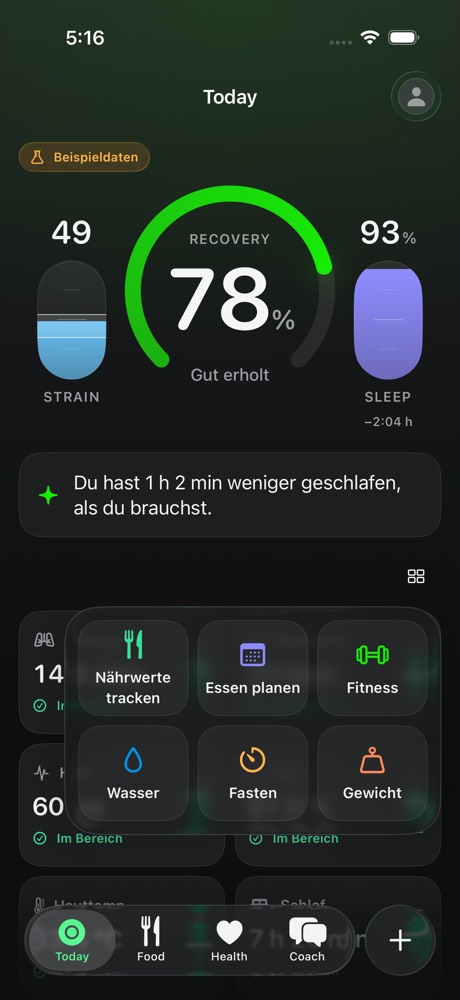 5:16
Today
Beispieldaten
49
STRAIN
RECOVERY
78%
Gut erholt
93%
SLEEP
−2:04 h
Du hast 1 h 2 min weniger geschlafen,
als du brauchst.
14
Nährwerte
tracken
Essen planen
Fitness
Wasser
Fasten
Gewicht
60
Im Bereich
Im Bereich
Schlaf
Today
Food
Health
Coach